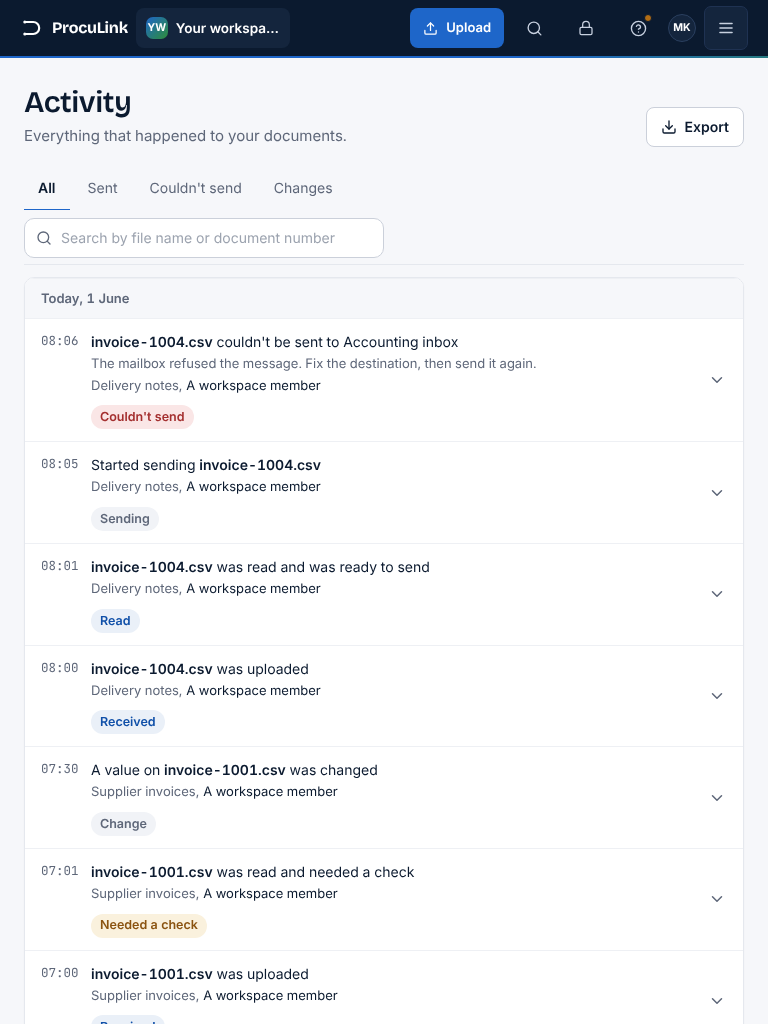 ProcuLink
YW
Your workspa...
Upload
MK
Activity
Everything that happened to your documents.
Export
All
Sent
Couldn't send
Changes
Search by file name or document number
Today, 1 June
08:06
invoice-1004.csv couldn't be sent to Accounting inbox
The mailbox refused the message. Fix the destination, then send it again.
Delivery notes, A workspace member
Couldn't send
08:05
Started sending invoice-1004.csv
Delivery notes, A workspace member
Sending
08:01
invoice-1004.csv was read and was ready to send
Delivery notes, A workspace member
Read
08:00
invoice-1004.csv was uploaded
Delivery notes, A workspace member
Received
07:30
A value on invoice-1001.csv was changed
Supplier invoices, A workspace member
Change
07:01
invoice-1001.csv was read and needed a check
Supplier invoices, A workspace member
Needed a check
07:00
invoice-1001.csv was uploaded
Supplier invoices, A workspace member